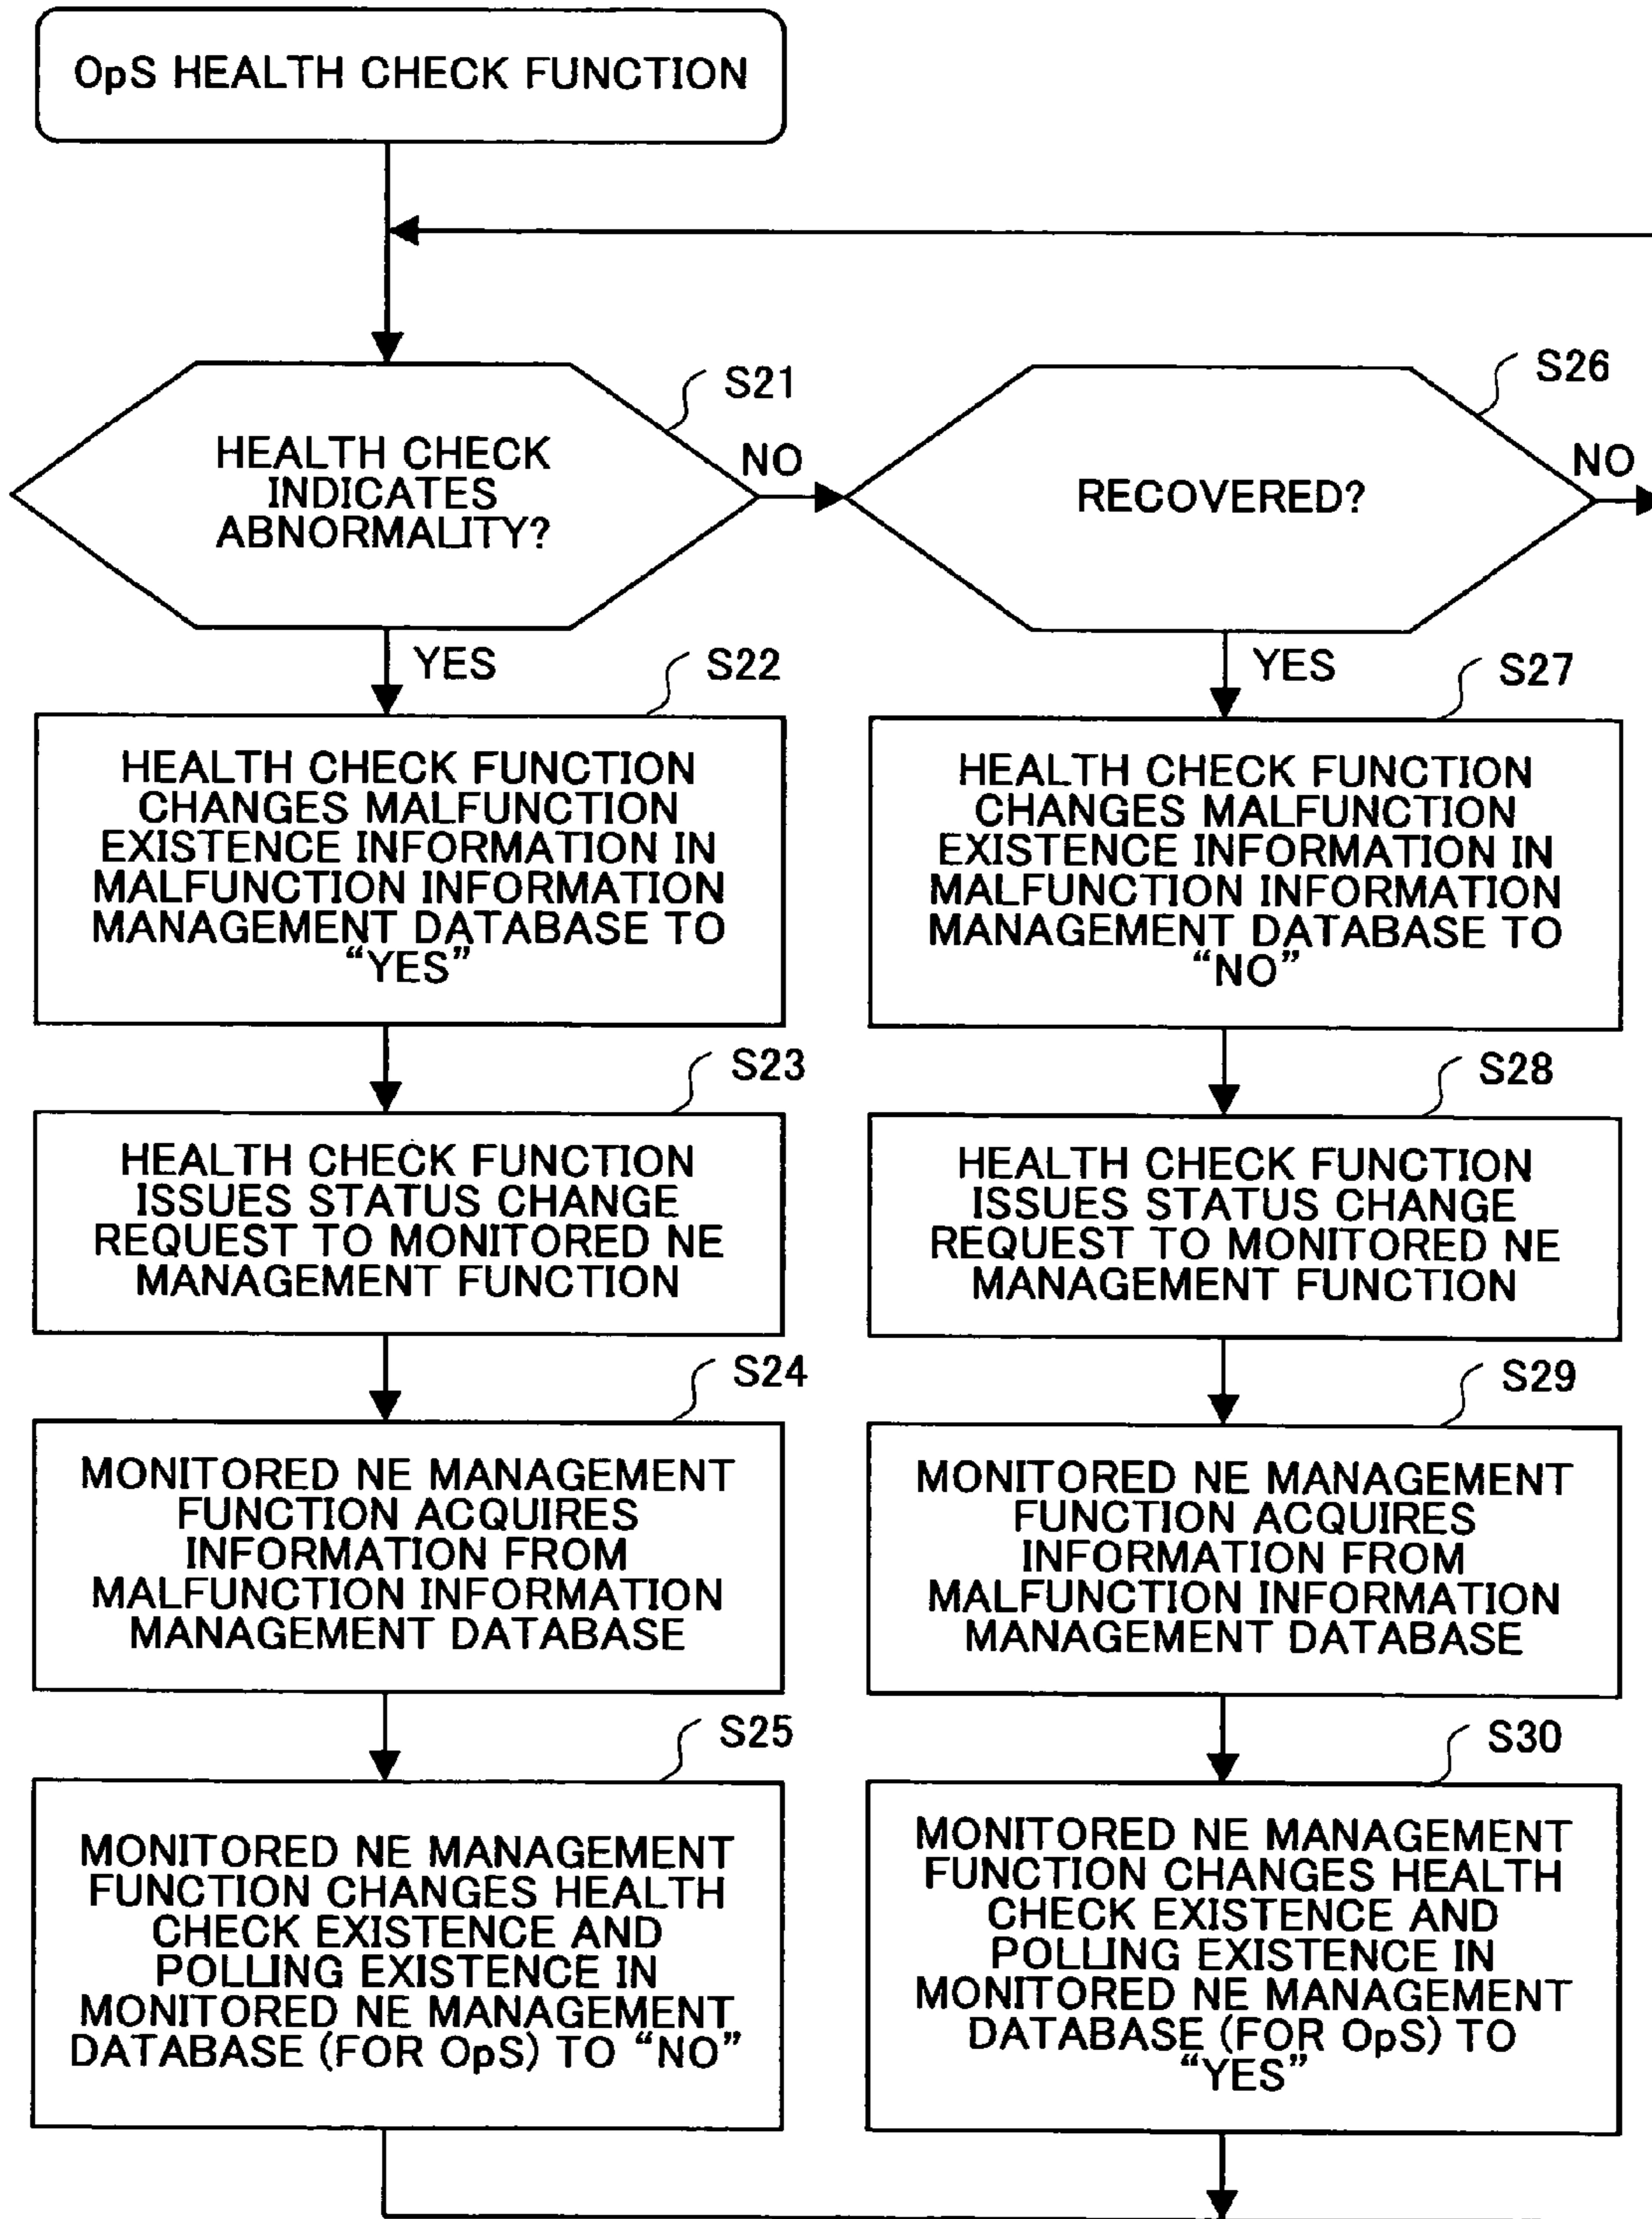 OpS HEALTH CHECK FUNCTION
S21
HEALTH CHECK
INDICATES
ABNORMALITY?
NO
YES
S26
RECOVERED?
NO
YES
S22
HEALTH CHECK FUNCTION
CHANGES MALFUNCTION
EXISTENCE INFORMATION IN
MALFUNCTION INFORMATION
MANAGEMENT DATABASE TO
“YES”
S27
HEALTH CHECK FUNCTION
CHANGES MALFUNCTION
EXISTENCE INFORMATION IN
MALFUNCTION INFORMATION
MANAGEMENT DATABASE TO
“NO”
S23
HEALTH CHECK FUNCTION
ISSUES STATUS CHANGE
REQUEST TO MONITORED NE
MANAGEMENT FUNCTION
S28
HEALTH CHECK FUNCTION
ISSUES STATUS CHANGE
REQUEST TO MONITORED NE
MANAGEMENT FUNCTION
S24
MONITORED NE MANAGEMENT
FUNCTION ACQUIRES
INFORMATION FROM
MALFUNCTION INFORMATION
MANAGEMENT DATABASE
S29
MONITORED NE MANAGEMENT
FUNCTION ACQUIRES
INFORMATION FROM
MALFUNCTION INFORMATION
MANAGEMENT DATABASE
S25
MONITORED NE MANAGEMENT
FUNCTION CHANGES HEALTH
CHECK EXISTENCE AND
POLLING EXISTENCE IN
MONITORED NE MANAGEMENT
DATABASE (FOR OpS) TO “NO”
S30
MONITORED NE MANAGEMENT
FUNCTION CHANGES HEALTH
CHECK EXISTENCE AND
POLLING EXISTENCE IN
MONITORED NE MANAGEMENT
DATABASE (FOR OpS) TO
“YES”